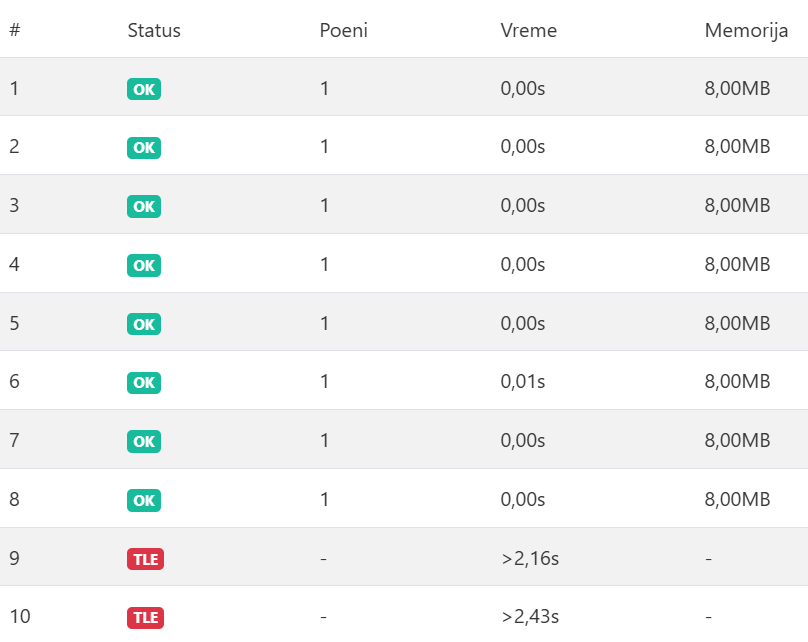 # Status Poeni Vreme Memorija
1 OK 1 0,00s 8,00MB
2 OK 1 0,00s 8,00MB
3 OK 1 0,00s 8,00MB
4 OK 1 0,00s 8,00MB
5 OK 1 0,00s 8,00MB
6 OK 1 0,01s 8,00MB
7 OK 1 0,00s 8,00MB
8 OK 1 0,00s 8,00MB
9 TLE - >2,16s -
10 TLE - >2,43s -